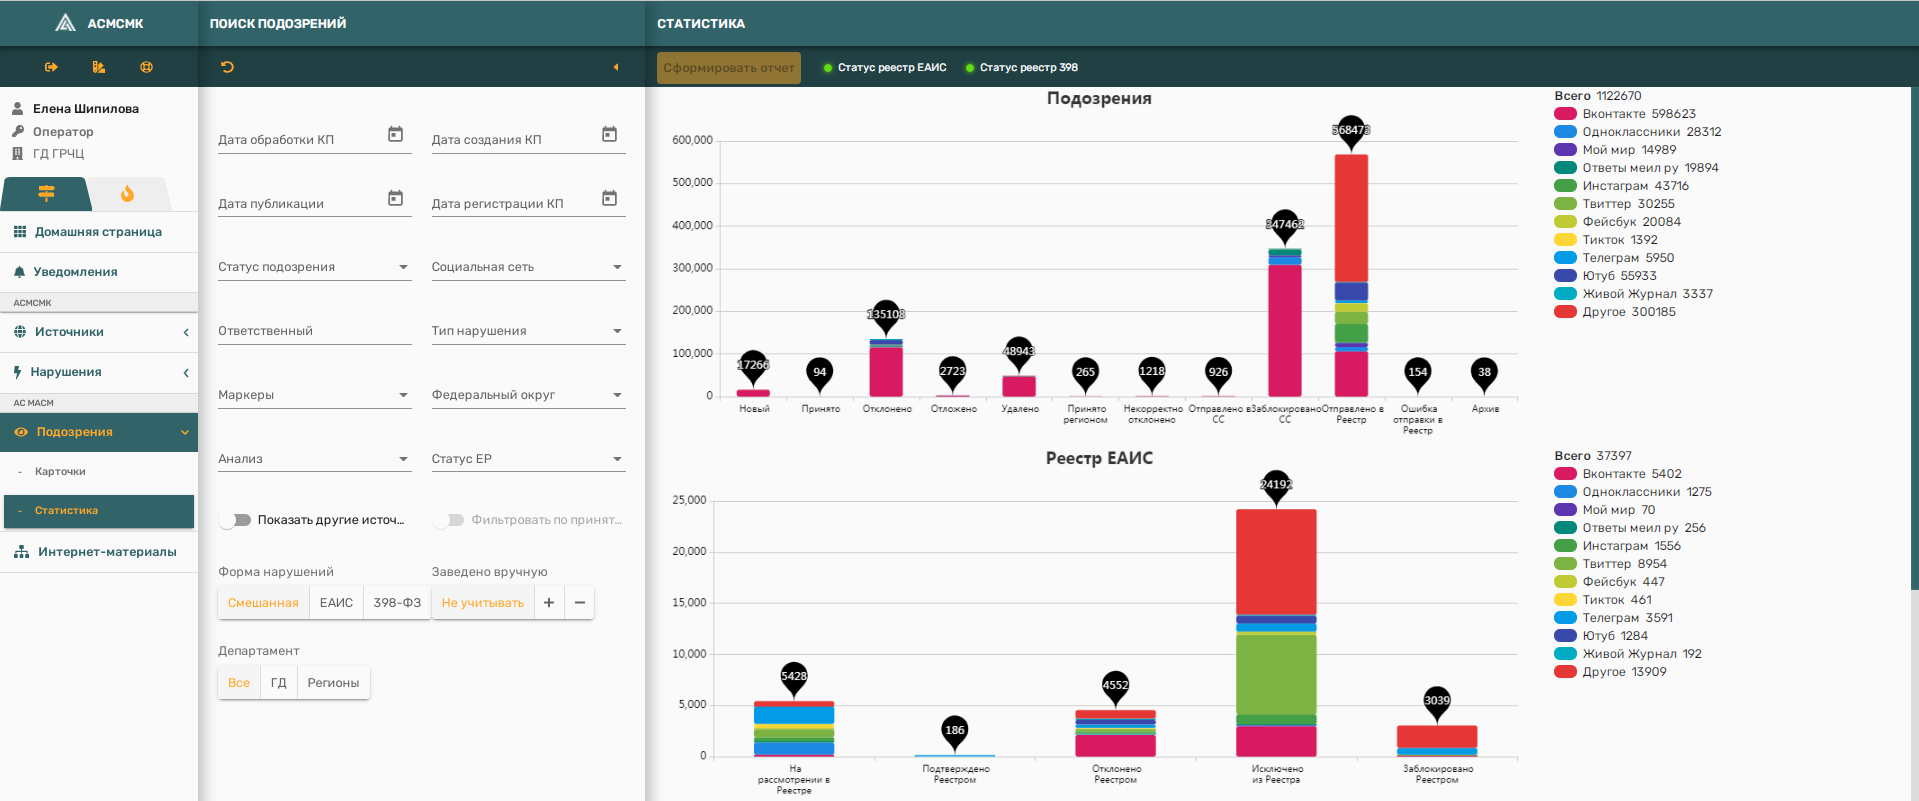 АСМСМК
ПОИСК ПОДОЗРЕНИЙ
СТАТИСТИКА
Сформировать отчет
Статус реестр ЕАИС
Статус реестр 398
Елена Шипилова
Оператор
ГД ГРЧЦ
Домашняя страница
Уведомления
АСМСМК
Источники
Нарушения
АС МАСМ
Подозрения
- Карточки
- Статистика
Интернет-материалы
Дата обработки КП
Дата создания КП
Дата публикации
Дата регистрации КП
Статус подозрения
Социальная сеть
Ответственный
Тип нарушения
Маркеры
Федеральный округ
Анализ
Статус ЕР
Показать другие источ...
Фильтровать по принят...
Форма нарушений
Заведено вручную
Смешанная
ЕАИС
398-ФЗ
Не учитывать
+
−
Департамент
Все
ГД
Регионы
Подозрения
600,000
500,000
400,000
300,000
200,000
100,000
0
17266
94
135108
2723
48943
265
1218
926
347462
568473
154
38
Новый
Принято
Отклонено
Отложено
Удалено
Принято
регионом
Некорректно
отклонено
Отправлено в
СС
Заблокировано
СС
Отправлено в
Реестр
Ошибка
отправки в
Реестр
Архив
Всего 1122670
Вконтакте 598623
Одноклассники 28312
Мой мир 14989
Ответы меил ру 19894
Инстаграм 43716
Твиттер 30255
Фейсбук 20084
Тикток 1392
Телеграм 5950
Ютуб 55933
Живой Журнал 3337
Другое 300185
Реестр ЕАИС
25,000
20,000
15,000
10,000
5,000
0
5428
186
4552
24192
3039
На
рассмотрении в
Реестре
Подтверждено
Реестром
Отклонено
Реестром
Исключено
из Реестра
Заблокировано
Реестром
Всего 37397
Вконтакте 5402
Одноклассники 1275
Мой мир 70
Ответы меил ру 256
Инстаграм 1556
Твиттер 8954
Фейсбук 447
Тикток 461
Телеграм 3591
Ютуб 1284
Живой Журнал 192
Другое 13909